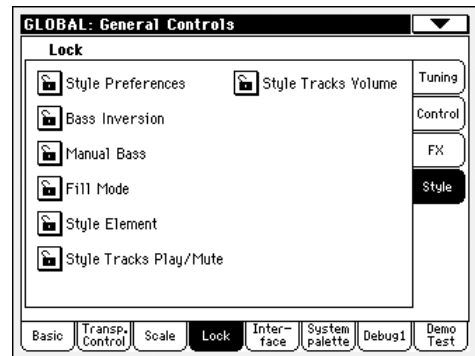 GLOBAL: General Controls
Lock
Style Preferences
Style Tracks Volume
Bass Inversion
Manual Bass
Fill Mode
Style Element
Style Tracks Play/Mute
Tuning
Control
FX
Style
Basic
Transp.
Control
Scale
Lock
Inter-
face
System
palette
Debug1
Demo
Test